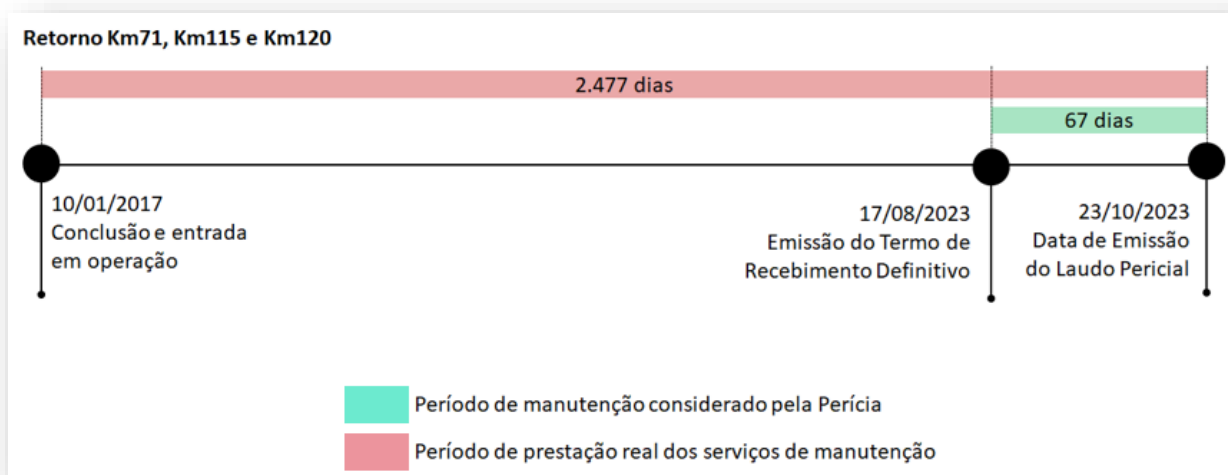 Retorno Km71, Km115 e Km120
2.477 dias
67 dias
10/01/2017
Conclusão e entrada
em operação
17/08/2023
Emissão do Termo de
Recebimento Definitivo
23/10/2023
Data de Emissão
do Laudo Pericial
Período de manutenção considerado pela Perícia
Período de prestação real dos serviços de manutenção